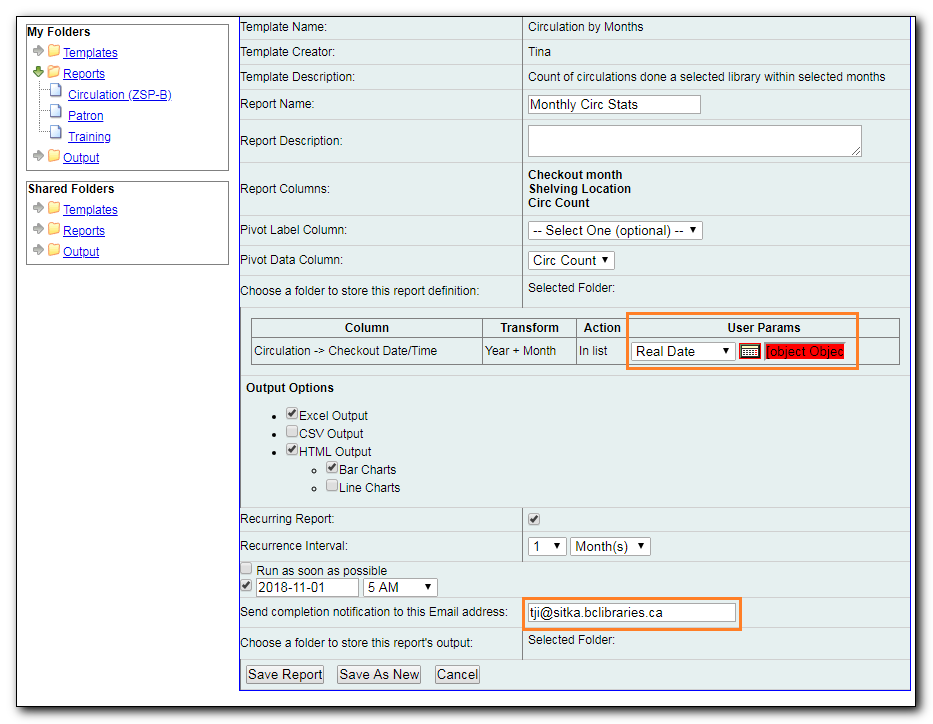 My Folders
Templates
Reports
Circulation (ZSP-B)
Patron
Training
Output
Shared Folders
Templates
Reports
Output
Template Name: Circulation by Months
Template Creator: Tina
Template Description: Count of circulations done a selected library within selected months
Report Name: Monthly Circ Stats
Report Description:
Report Columns: Checkout month
Shelving Location
Circ Count
Pivot Label Column: -- Select One (optional) --
Pivot Data Column: Circ Count
Choose a folder to store this report definition: Selected Folder:
Column Transform Action User Params
Circulation -> Checkout Date/Time Year + Month In list Real Date [object Objec
Output Options
Excel Output
CSV Output
HTML Output
Bar Charts
Line Charts
Recurring Report:
Recurrence Interval: 1 Month(s)
Run as soon as possible
2018-11-01 5 AM
Send completion notification to this Email address: tji@sitka.bclibraries.ca
Choose a folder to store this report's output: Selected Folder:
Save Report Save As New Cancel